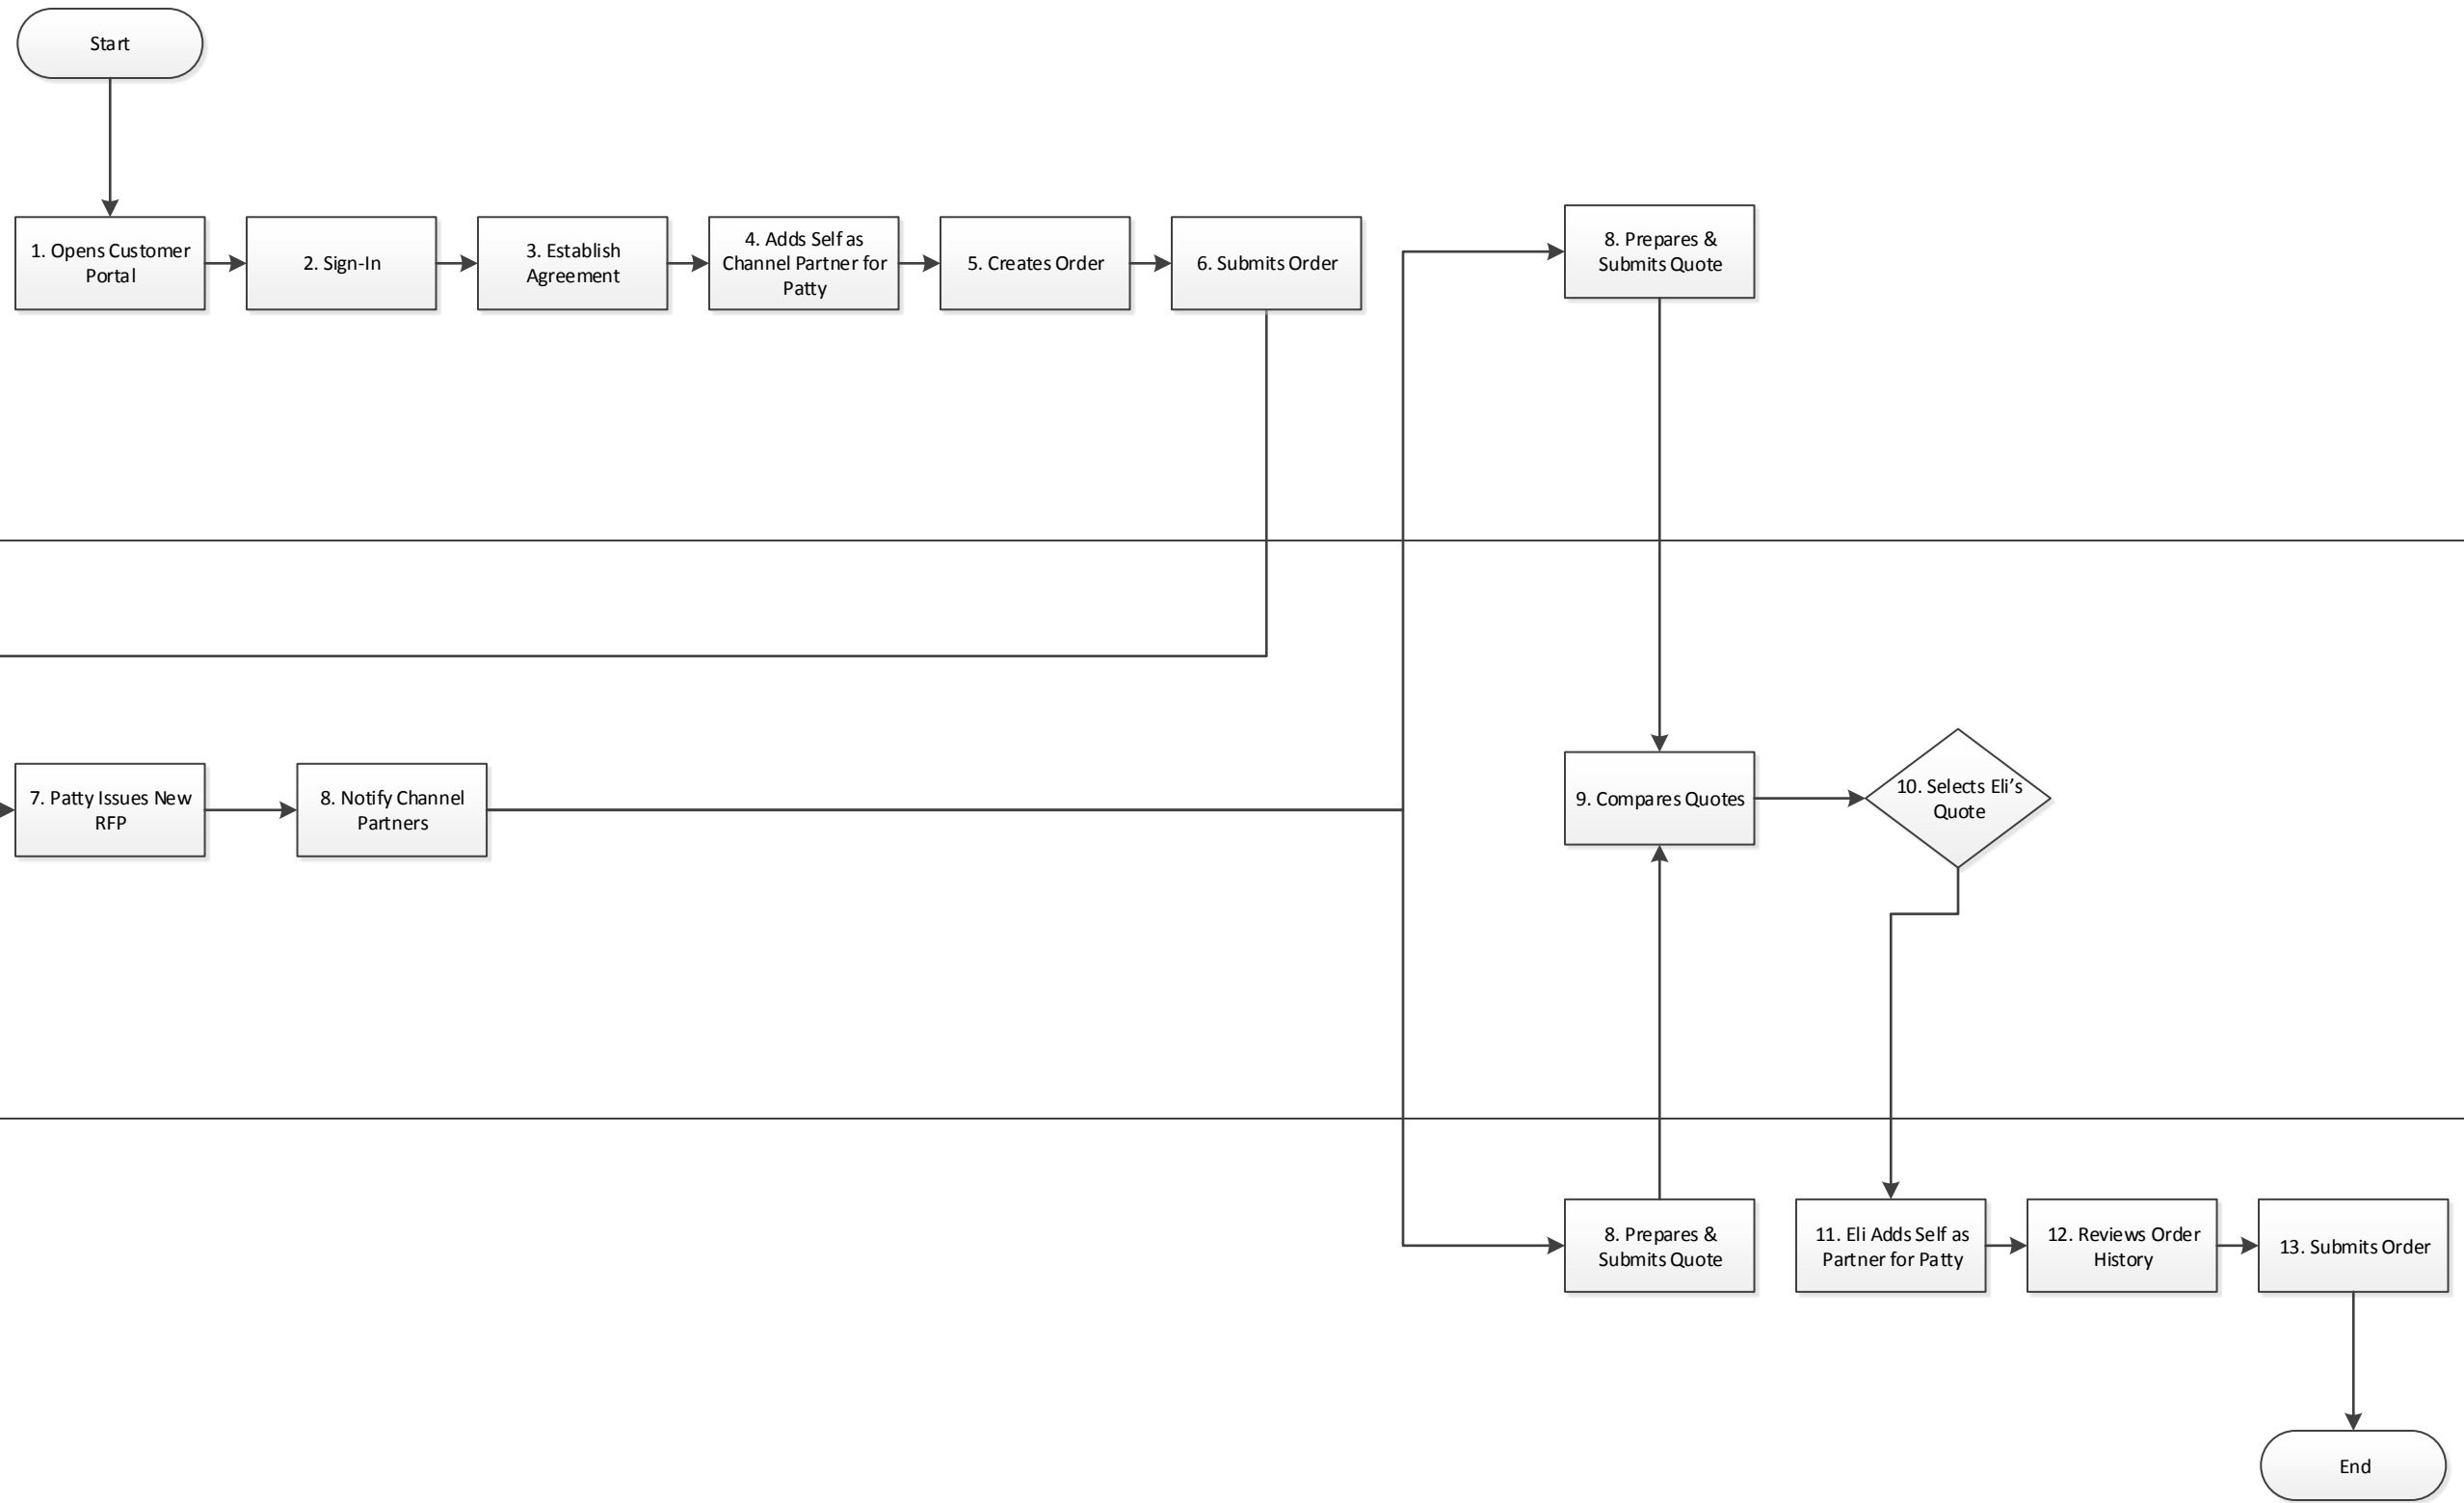 Start
1. Opens Customer
Portal
2. Sign-In
3. Establish
Agreement
4. Adds Self as
Channel Partner for
Patty
5. Creates Order
6. Submits Order
8. Prepares &
Submits Quote
7. Patty Issues New
RFP
8. Notify Channel
Partners
9. Compares Quotes
10. Selects Eli’s
Quote
8. Prepares &
Submits Quote
11. Eli Adds Self as
Partner for Patty
12. Reviews Order
History
13. Submits Order
End